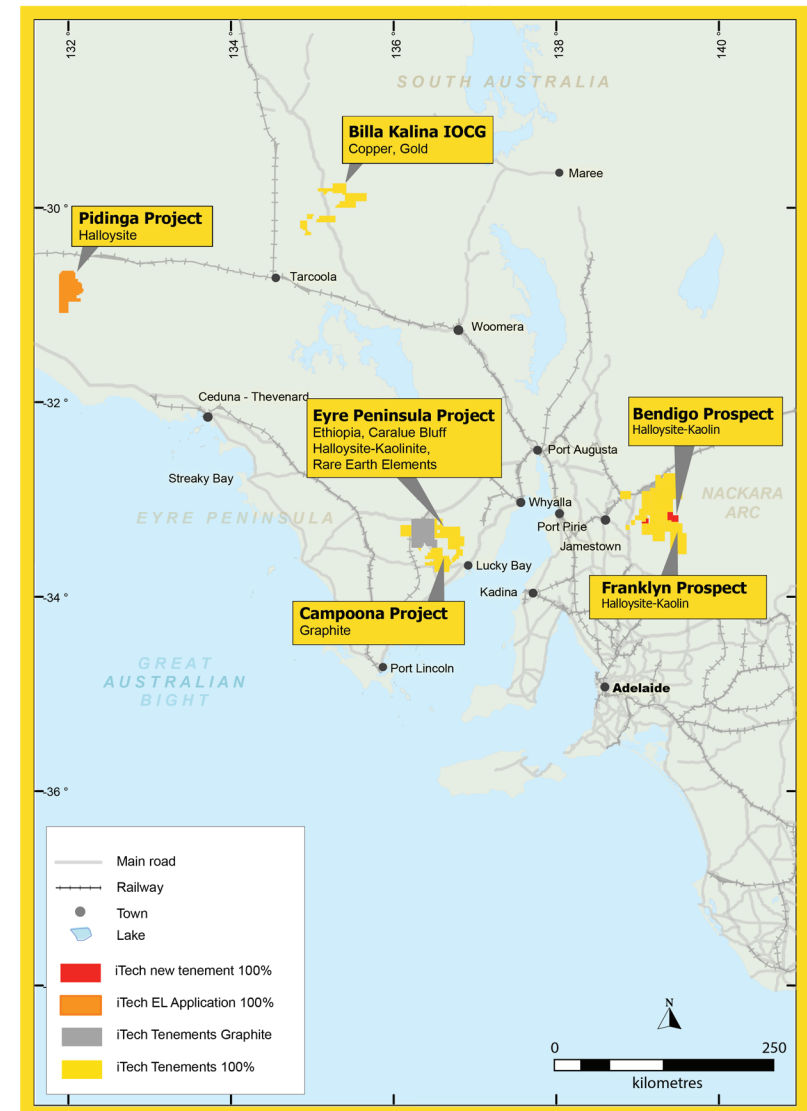 132 °
134 °
136 °
138 °
140 °
SOUTH AUSTRALIA
Billa Kalina IOCG
Copper, Gold
Maree
-30 °
Pidinga Project
Halloysite
Tarcoola
Woomera
-32 °
Ceduna - Thevenard
Eyre Peninsula Project
Ethiopia, Caralue Bluff
Halloysite-Kaolinite,
Rare Earth Elements
Bendigo Prospect
Halloysite-Kaolin
Port Augusta
Streaky Bay
NACKARA
ARC
Whyalla
EYRE PENINSULA
Port Pirie
Jamestown
Lucky Bay
Franklyn Prospect
Halloysite-Kaolin
Kadina
-34 °
Campoona Project
Graphite
GREAT
AUSTRALIAN
BIGHT
Port Lincoln
Adelaide
-36 °
Main road
Railway
Town
Lake
iTech new tenement 100%
iTech EL Application 100%
iTech Tenements Graphite
iTech Tenements 100%
N
0
250
kilometres